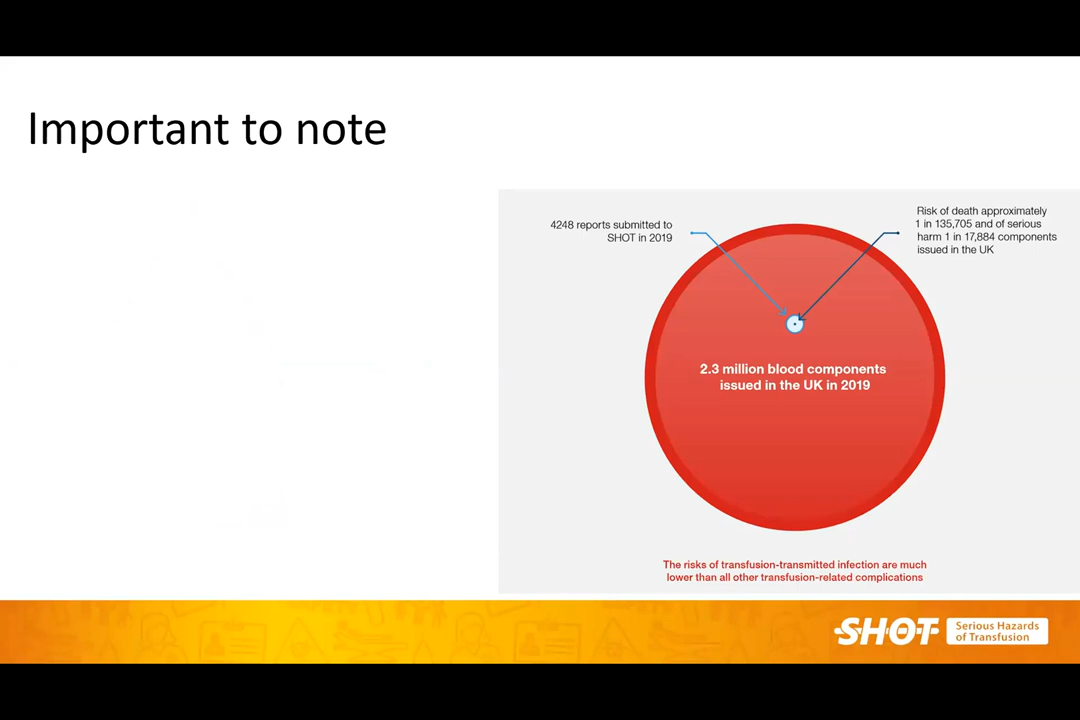 Important to note
4248 reports submitted to
SHOT in 2019
Risk of death approximately
1 in 135,705 and of serious
harm 1 in 17,884 components
issued in the UK
2.3 million blood components
issued in the UK in 2019
The risks of transfusion-transmitted infection are much
lower than all other transfusion-related complications
SHOT
Serious Hazards
of Transfusion